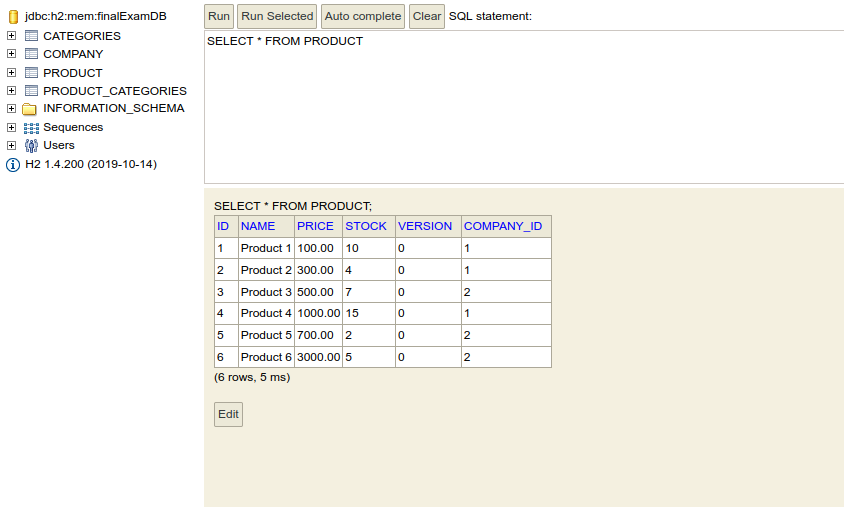 jdbc:h2:mem:finalExamDB
CATEGORIES
COMPANY
PRODUCT
PRODUCT_CATEGORIES
INFORMATION_SCHEMA
Sequences
Users
H2 1.4.200 (2019-10-14)
Run Run Selected Auto complete Clear SQL statement:
SELECT * FROM PRODUCT
SELECT * FROM PRODUCT;
ID NAME PRICE STOCK VERSION COMPANY_ID
1 Product 1 100.00 10 0 1
2 Product 2 300.00 4 0 1
3 Product 3 500.00 7 0 2
4 Product 4 1000.00 15 0 1
5 Product 5 700.00 2 0 2
6 Product 6 3000.00 5 0 2
(6 rows, 5 ms)
Edit